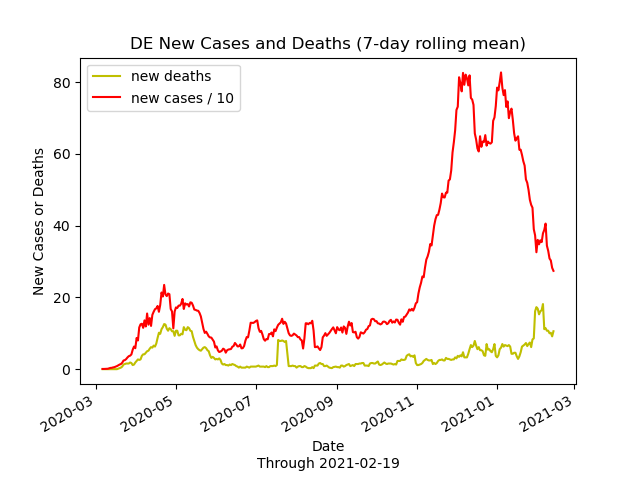 DE New Cases and Deaths (7-day rolling mean)
new deaths
new cases / 10
New Cases or Deaths
80
60
40
20
0
2020-03
2020-05
2020-07
2020-09
2020-11
2021-01
2021-03
Date
Through 2021-02-19